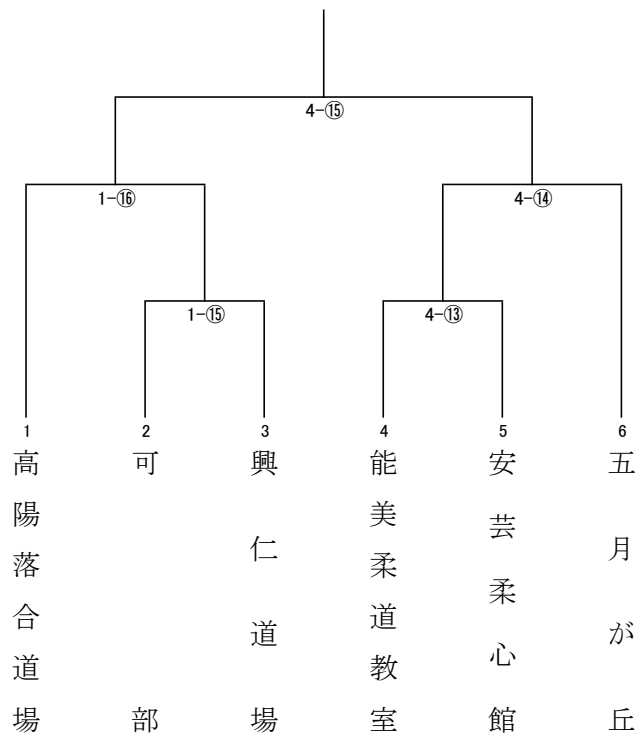 4-⑮
1-⑯
4-⑭
1-⑮
4-⑬
1
高陽落合道場
2
可部
3
興仁道場
4
能美柔道教室
5
安芸柔心館
6
五月が丘